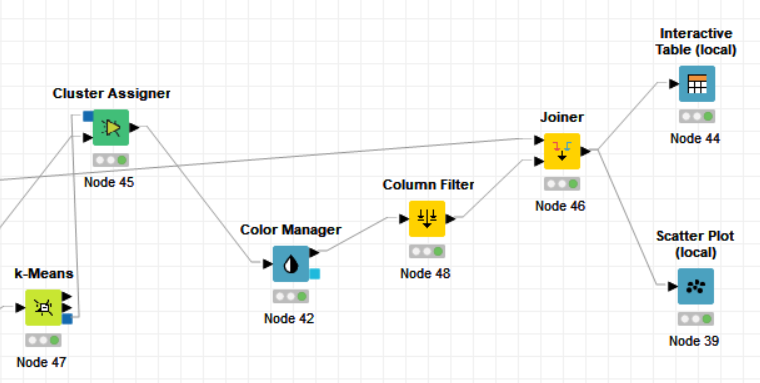 Interactive
Table (local)
Node 44
Cluster Assigner
Node 45
Joiner
Node 46
Column Filter
Node 48
Color Manager
Node 42
Scatter Plot
(local)
Node 39
k-Means
Node 47